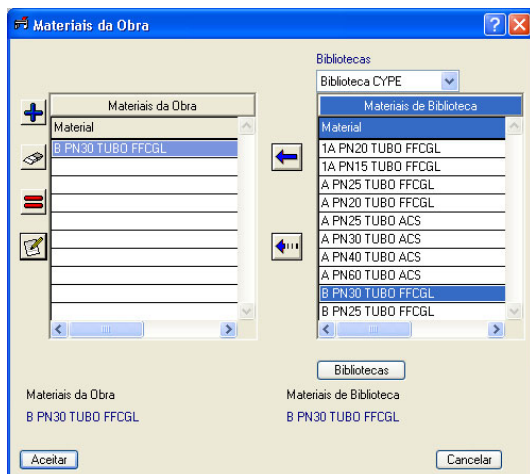 Materiais da Obra
Bibliotecas
Biblioteca CYPE
Materiais da Obra
Material
B PN30 TUBO FFCGL
Materiais de Biblioteca
Material
1A PN20 TUBO FFCGL
1A PN15 TUBO FFCGL
A PN25 TUBO FFCGL
A PN20 TUBO FFCGL
A PN25 TUBO ACS
A PN30 TUBO ACS
A PN40 TUBO ACS
A PN60 TUBO ACS
B PN30 TUBO FFCGL
B PN25 TUBO FFCGL
Bibliotecas
Materiais da Obra
B PN30 TUBO FFCGL
Materiais de Biblioteca
B PN30 TUBO FFCGL
Aceitar
Cancelar